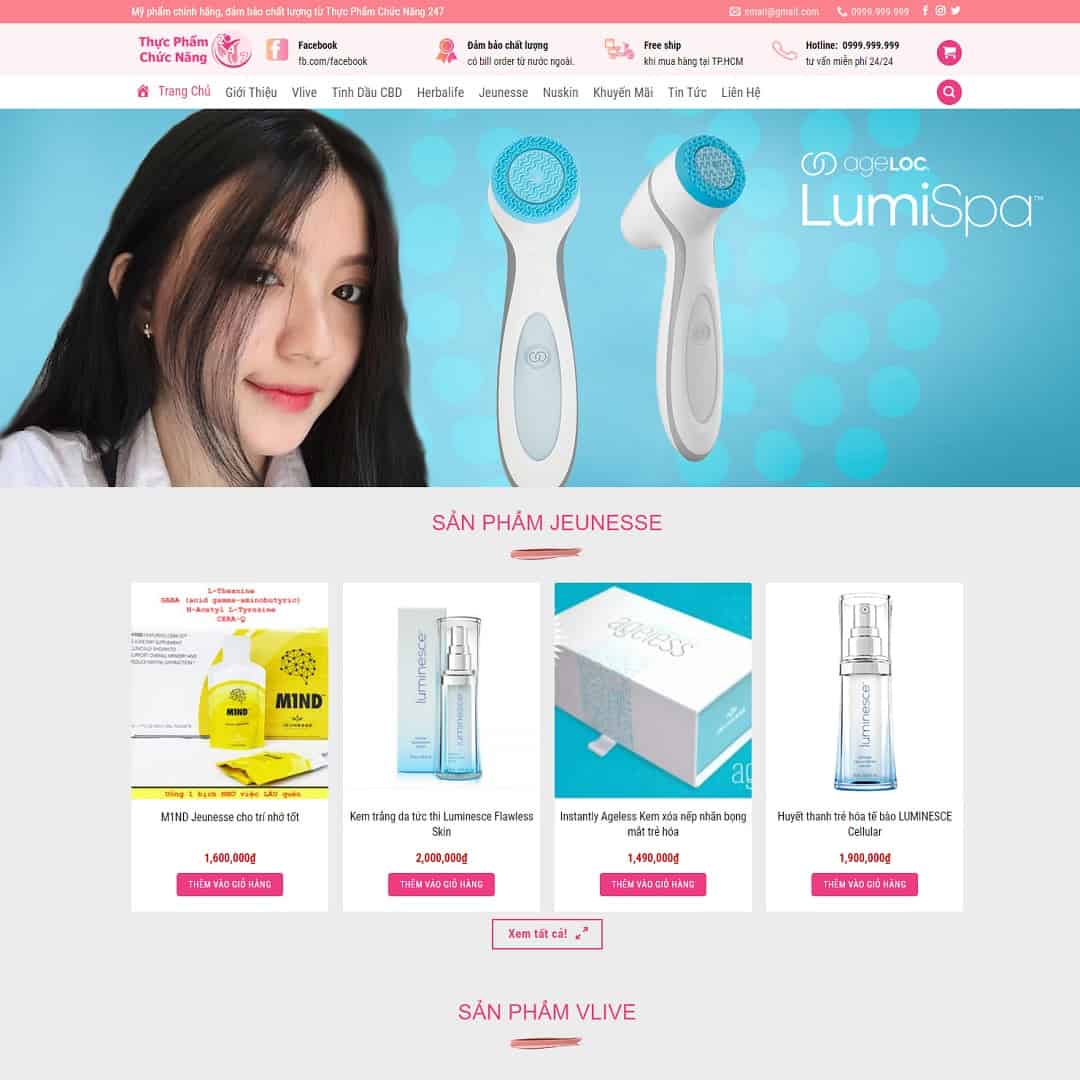 Mỹ phẩm chính hãng, đảm bảo chất lượng từ Thực Phẩm Chức Năng 247
email@gmail.com
0999.999.999
Thực Phẩm
Chức Năng
247
Facebook
fb.com/facebook
Đảm bảo chất lượng
có bill order từ nước ngoài.
Free ship
khi mua hàng tại TP.HCM
Hotline: 0999.999.999
tư vấn miễn phí 24/24
Trang Chủ
Giới Thiệu
Vlive
Tinh Dầu CBD
Herbalife
Jeunesse
Nuskin
Khuyến Mãi
Tin Tức
Liên Hệ
ageLOC.
LumiSpa™
SẢN PHẨM JEUNESSE
L-Theanine
GABA (acid gamma-aminobutyric)
N-Acetyl L-Tyrosine
CERA-Q
M1ND
M1ND
JEUNESSE
Uống 1 bịch NHỚ việc LÂU quên
M1ND Jeunesse cho trí nhớ tốt
1,600,000₫
THÊM VÀO GIỎ HÀNG
luminesce
luminesce
Kem trắng da tức thì Luminesce Flawless
Skin
2,000,000₫
THÊM VÀO GIỎ HÀNG
ageless
ag
Instantly Ageless Kem xóa nếp nhăn bọng
mắt trẻ hóa
1,490,000₫
THÊM VÀO GIỎ HÀNG
luminesce
Huyết thanh trẻ hóa tế bào LUMINESCE
Cellular
1,900,000₫
THÊM VÀO GIỎ HÀNG
Xem tất cả!
SẢN PHẨM VLIVE